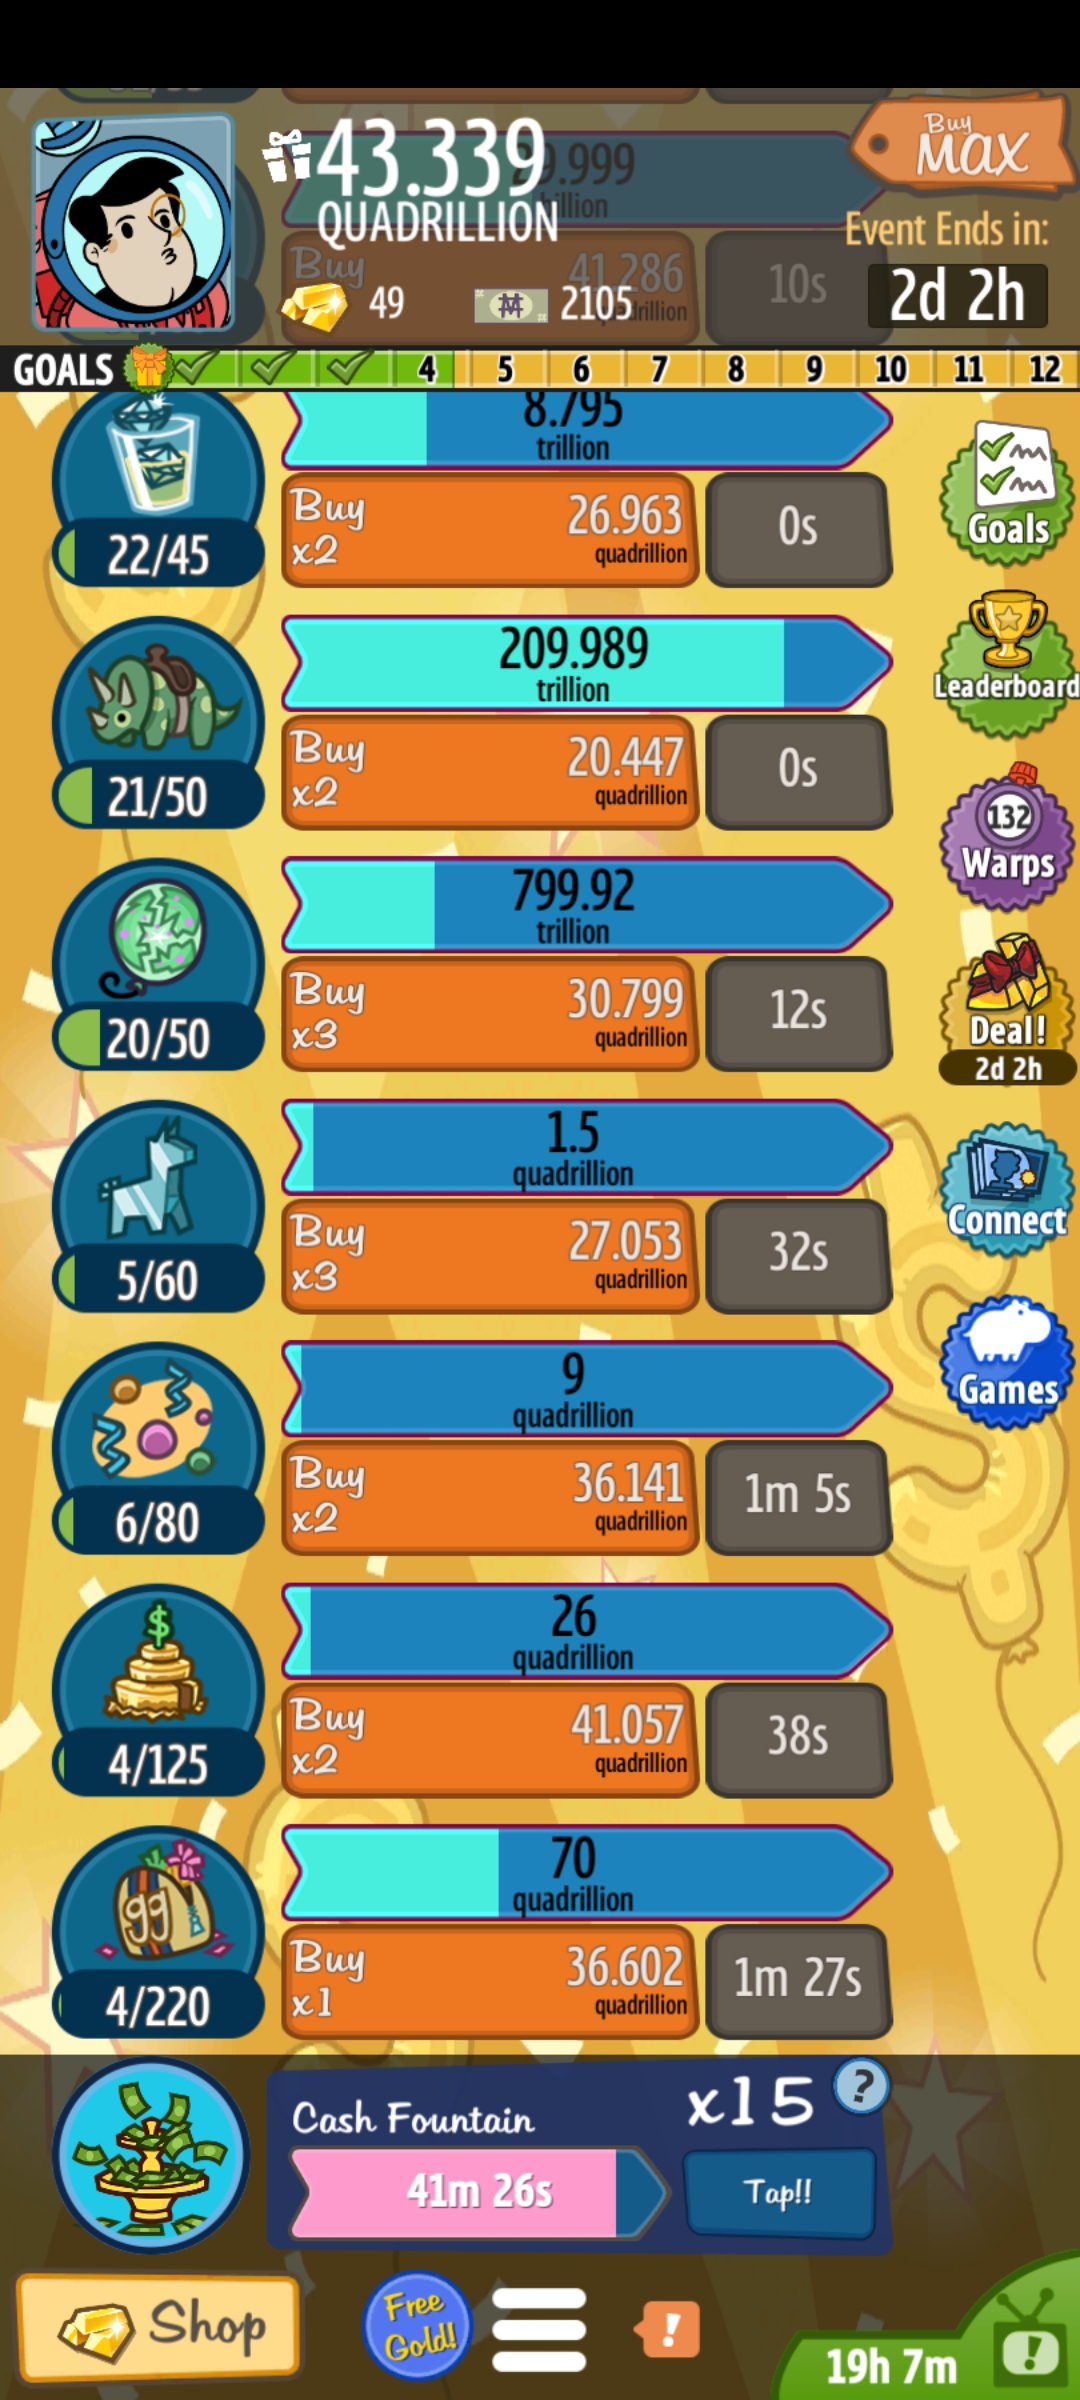 43.339
QUADRILLION
Buy
MAX
Event Ends in:
2d 2h
49
2105
Buy
41.286
10s
GOALS
4 5 6 7 8 9 10 11 12
8.795
trillion
Buy
x2
26.963
quadrillion
0s
22/45
Goals
209.989
trillion
Buy
x2
20.447
quadrillion
0s
21/50
Leaderboard
799.92
trillion
Buy
x3
30.799
quadrillion
12s
20/50
132
Warps
Deal!
2d 2h
1.5
quadrillion
Buy
x3
27.053
quadrillion
32s
5/60
Connect
9
quadrillion
Buy
x2
36.141
quadrillion
1m 5s
6/80
Games
$
26
quadrillion
Buy
x2
41.057
quadrillion
38s
4/125
gg
70
quadrillion
Buy
x1
36.602
quadrillion
1m 27s
4/220
Cash Fountain
x15
?
41m 26s
Tap!!
Shop
Free
Gold!
!
19h 7m
!